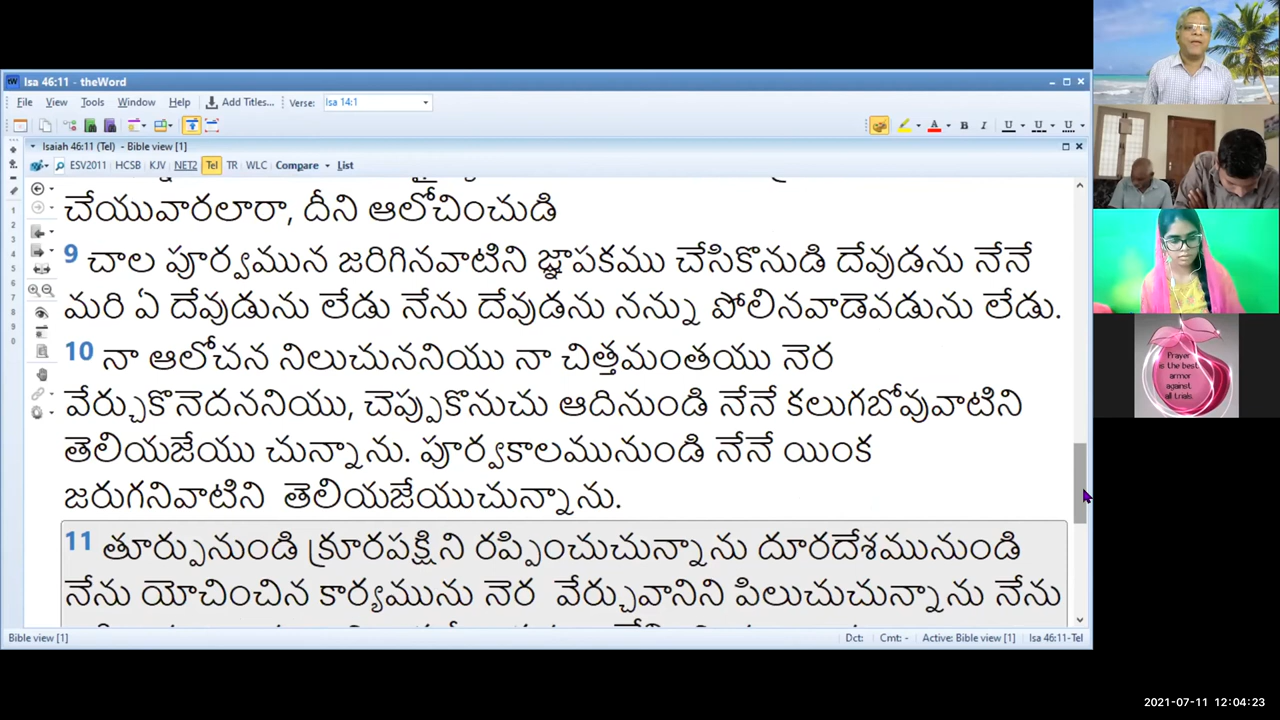 Isa 46:11 - theWord
File View Tools Window Help Add Titles... Verse: Isa 14:1
B I U U U
Isaiah 46:11 (Tel) - Bible view [1]
ESV2011 HCSB KJV NET2 Tel TR WLC Compare List
చేయువారలారా, దీని ఆలోచించుడి
9 చాల పూర్వమున జరిగినవాటిని జ్ఞాపకము చేసికొనుడి దేవుడను నేనే
మరి ఏ దేవుడును లేడు నేను దేవుడను నన్ను పోలినవాడెవడును లేడు.
10 నా ఆలోచన నిలుచుననియు నా చిత్తమంతయు నెర
వేర్చుకొనెదననియు, చెప్పుకొనుచు ఆదినుండి నేనే కలుగబోవువాటిని
తెలియజేయు చున్నాను. పూర్వకాలమునుండి నేనే యింక
జరుగనివాటిని తెలియజేయుచున్నాను.
11 తూర్పునుండి క్రూరపక్షిని రప్పించుచున్నాను దూరదేశమునుండి
నేను యోచించిన కార్యమును నెర వేర్చువానిని పిలుచుచున్నాను నేను
Bible view [1] Dct: Cmt: - Active: Bible view [1] Isa 46:11-Tel
Prayer
is the best
armor
against
all trials.
2021-07-11 12:04:23